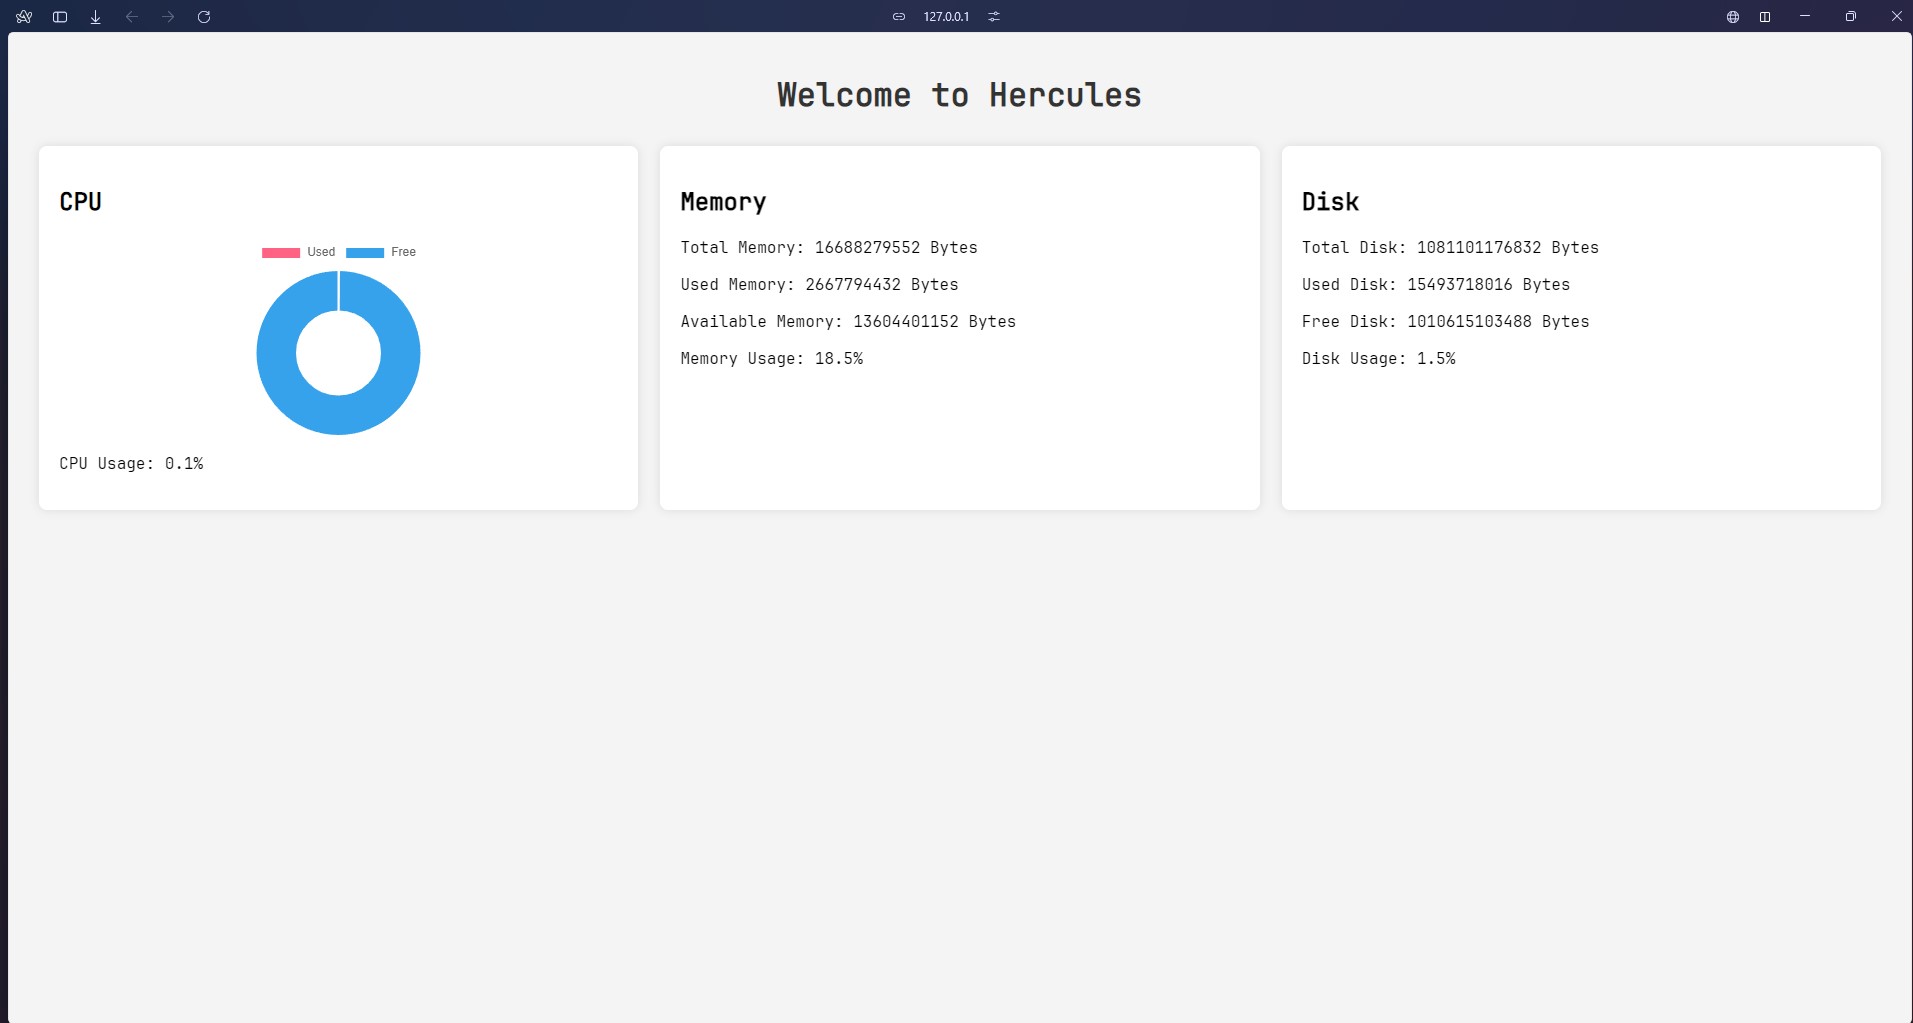 127.0.0.1
Welcome to Hercules
CPU
Used Free
CPU Usage: 0.1%
Memory
Total Memory: 16688279552 Bytes
Used Memory: 2667794432 Bytes
Available Memory: 13604401152 Bytes
Memory Usage: 18.5%
Disk
Total Disk: 1081101176832 Bytes
Used Disk: 15493718016 Bytes
Free Disk: 1010615103488 Bytes
Disk Usage: 1.5%